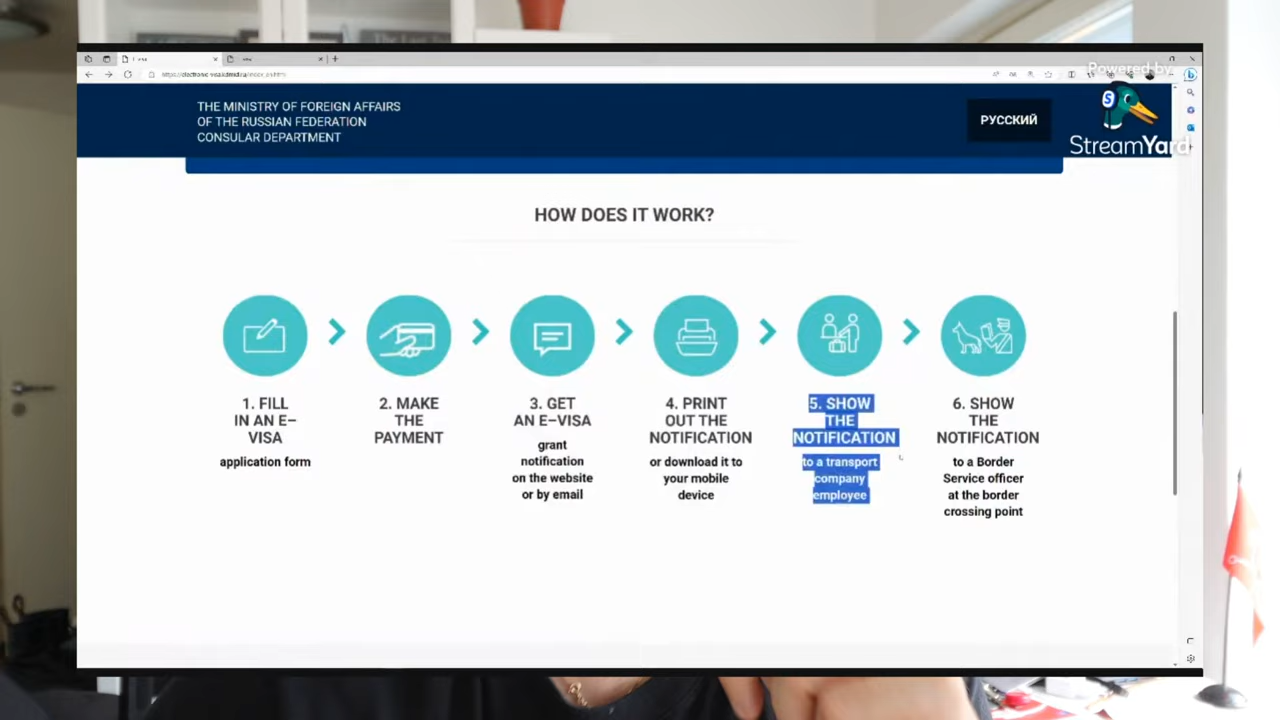 Powered by
THE MINISTRY OF FOREIGN AFFAIRS
OF THE RUSSIAN FEDERATION
CONSULAR DEPARTMENT
РУССКИЙ
S
StreamYard
HOW DOES IT WORK?
1. FILL
IN AN E-
VISA
application form
2. MAKE
THE
PAYMENT
3. GET
AN E-VISA
grant
notification
on the website
or by email
4. PRINT
OUT THE
NOTIFICATION
or download it to
your mobile
device
5. SHOW
THE
NOTIFICATION
to a transport
company
employee
6. SHOW
THE
NOTIFICATION
to a Border
Service officer
at the border
crossing point